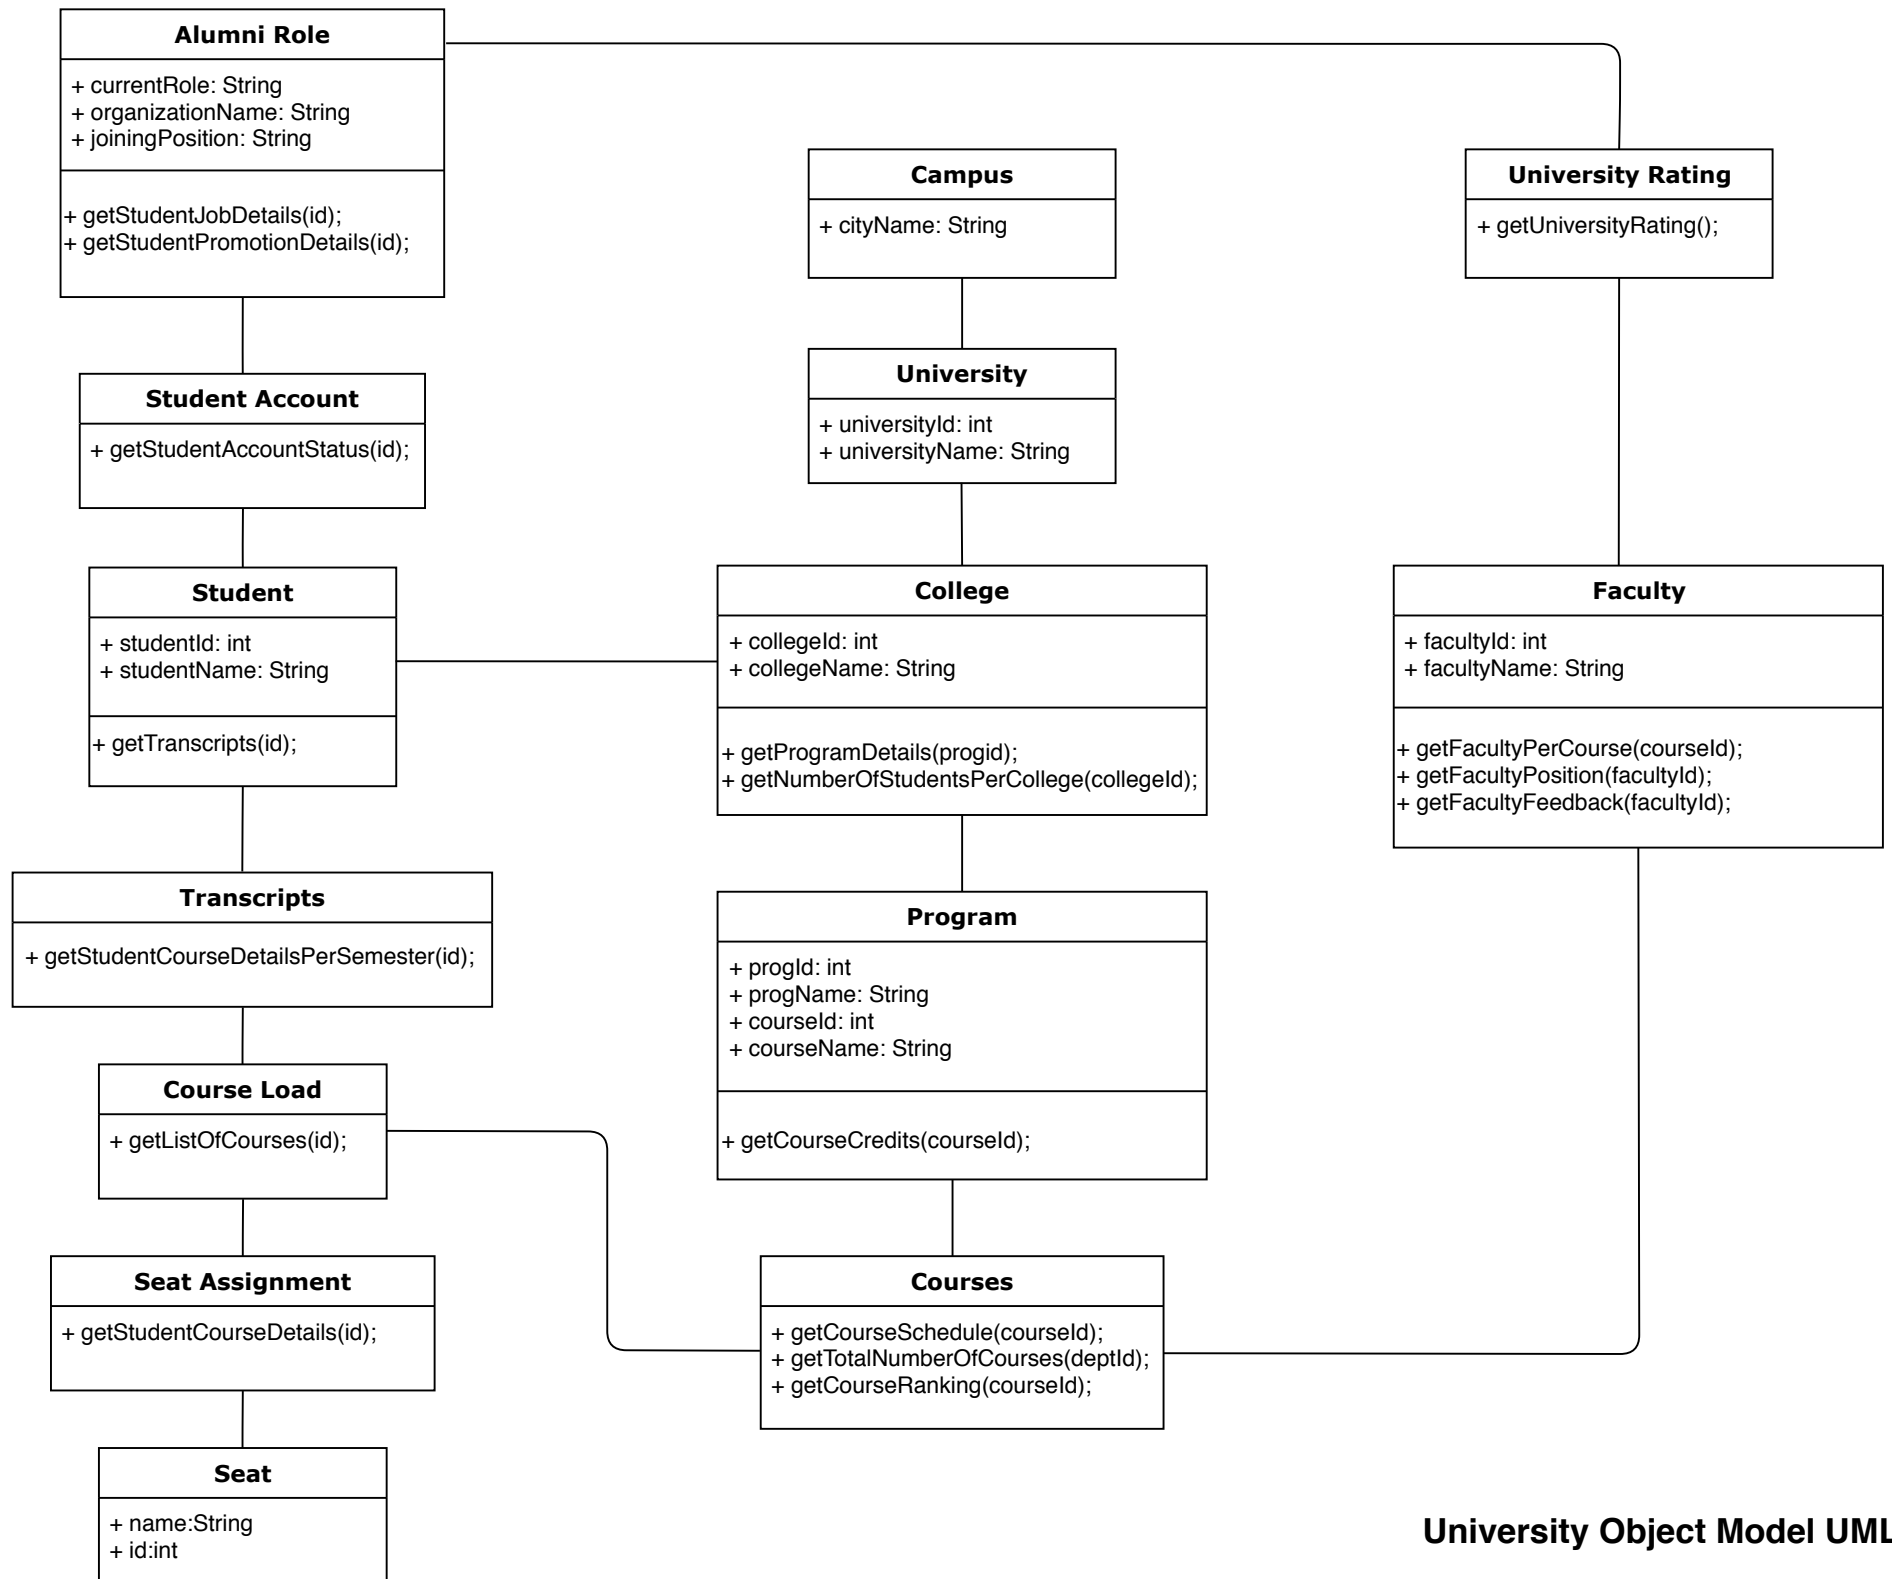 Alumni Role
+ currentRole: String
+ organizationName: String
+ joiningPosition: String
+ getStudentJobDetails(id);
+ getStudentPromotionDetails(id);
Campus
+ cityName: String
University Rating
+ getUniversityRating();
Student Account
+ getStudentAccountStatus(id);
University
+ universityId: int
+ universityName: String
Student
+ studentId: int
+ studentName: String
+ getTranscripts(id);
College
+ collegeId: int
+ collegeName: String
+ getProgramDetails(progid);
+ getNumberOfStudentsPerCollege(collegeId);
Faculty
+ facultyId: int
+ facultyName: String
+ getFacultyPerCourse(courseId);
+ getFacultyPosition(facultyId);
+ getFacultyFeedback(facultyId);
Transcripts
+ getStudentCourseDetailsPerSemester(id);
Program
+ progId: int
+ progName: String
+ courseId: int
+ courseName: String
+ getCourseCredits(courseId);
Course Load
+ getListOfCourses(id);
Seat Assignment
+ getStudentCourseDetails(id);
Courses
+ getCourseSchedule(courseId);
+ getTotalNumberOfCourses(deptId);
+ getCourseRanking(courseId);
Seat
+ name:String
+ id:int
University Object Model UML